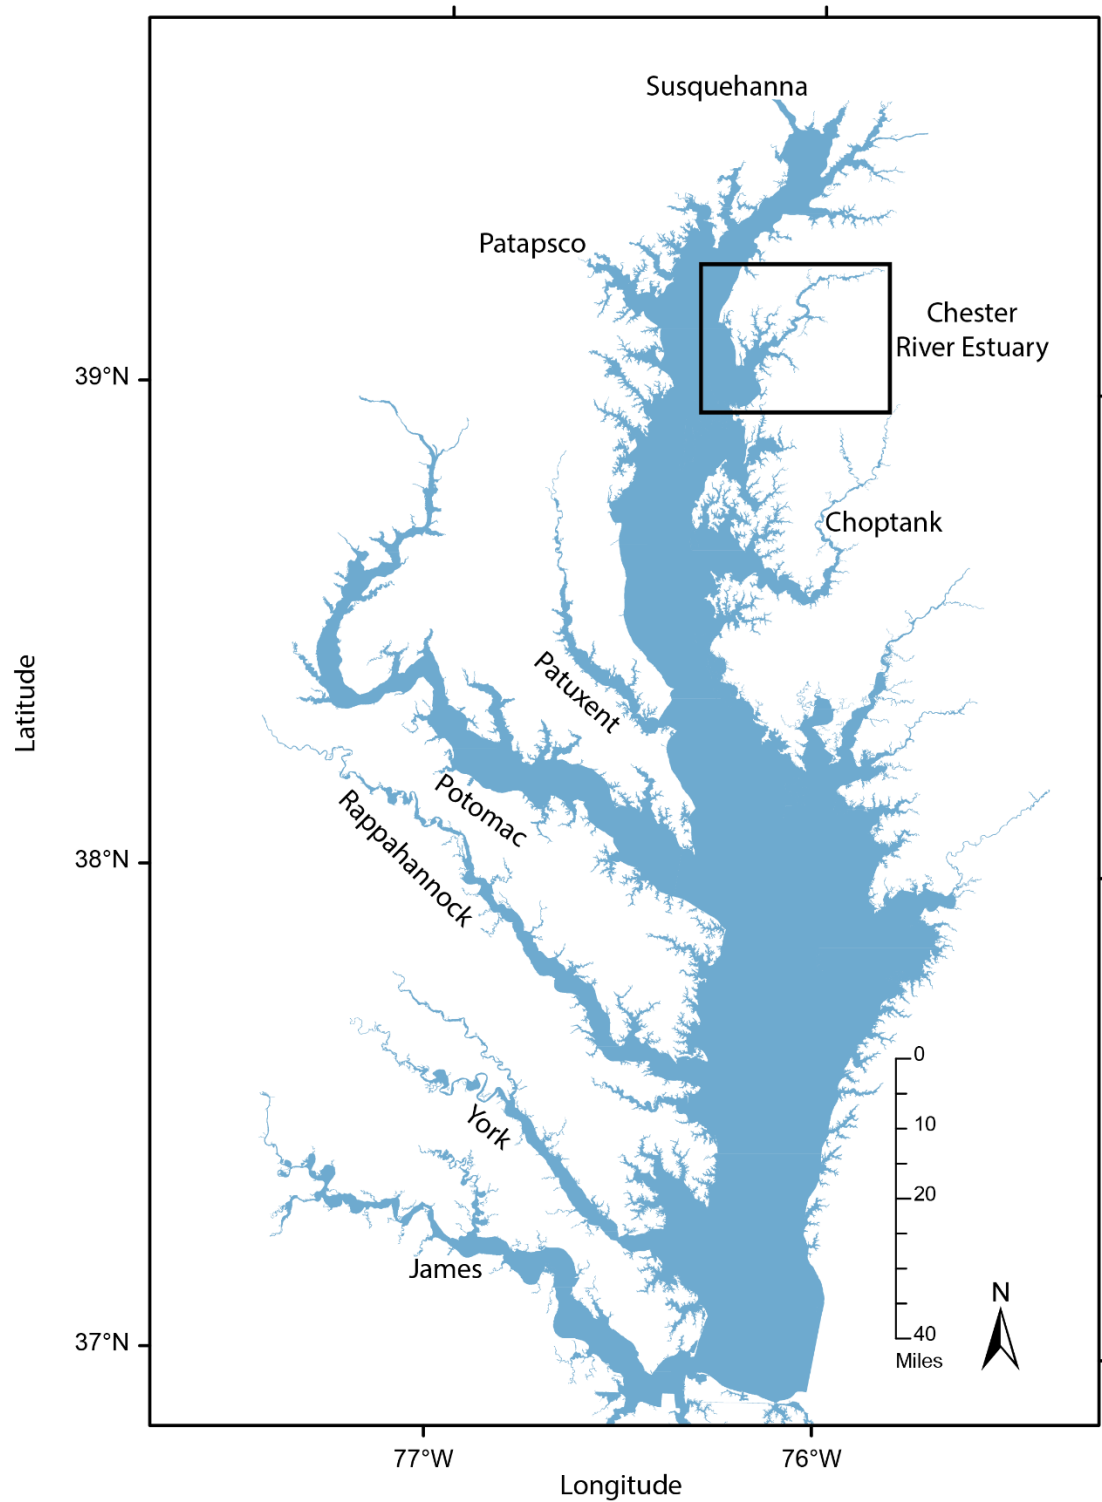 Susquehanna
Patapsco
Chester
River Estuary
39°N
Choptank
Patuxent
Latitude
Potomac
Rappahannock
38°N
0
10
York
20
James
N
37°N
40
Miles
77°W
76°W
Longitude